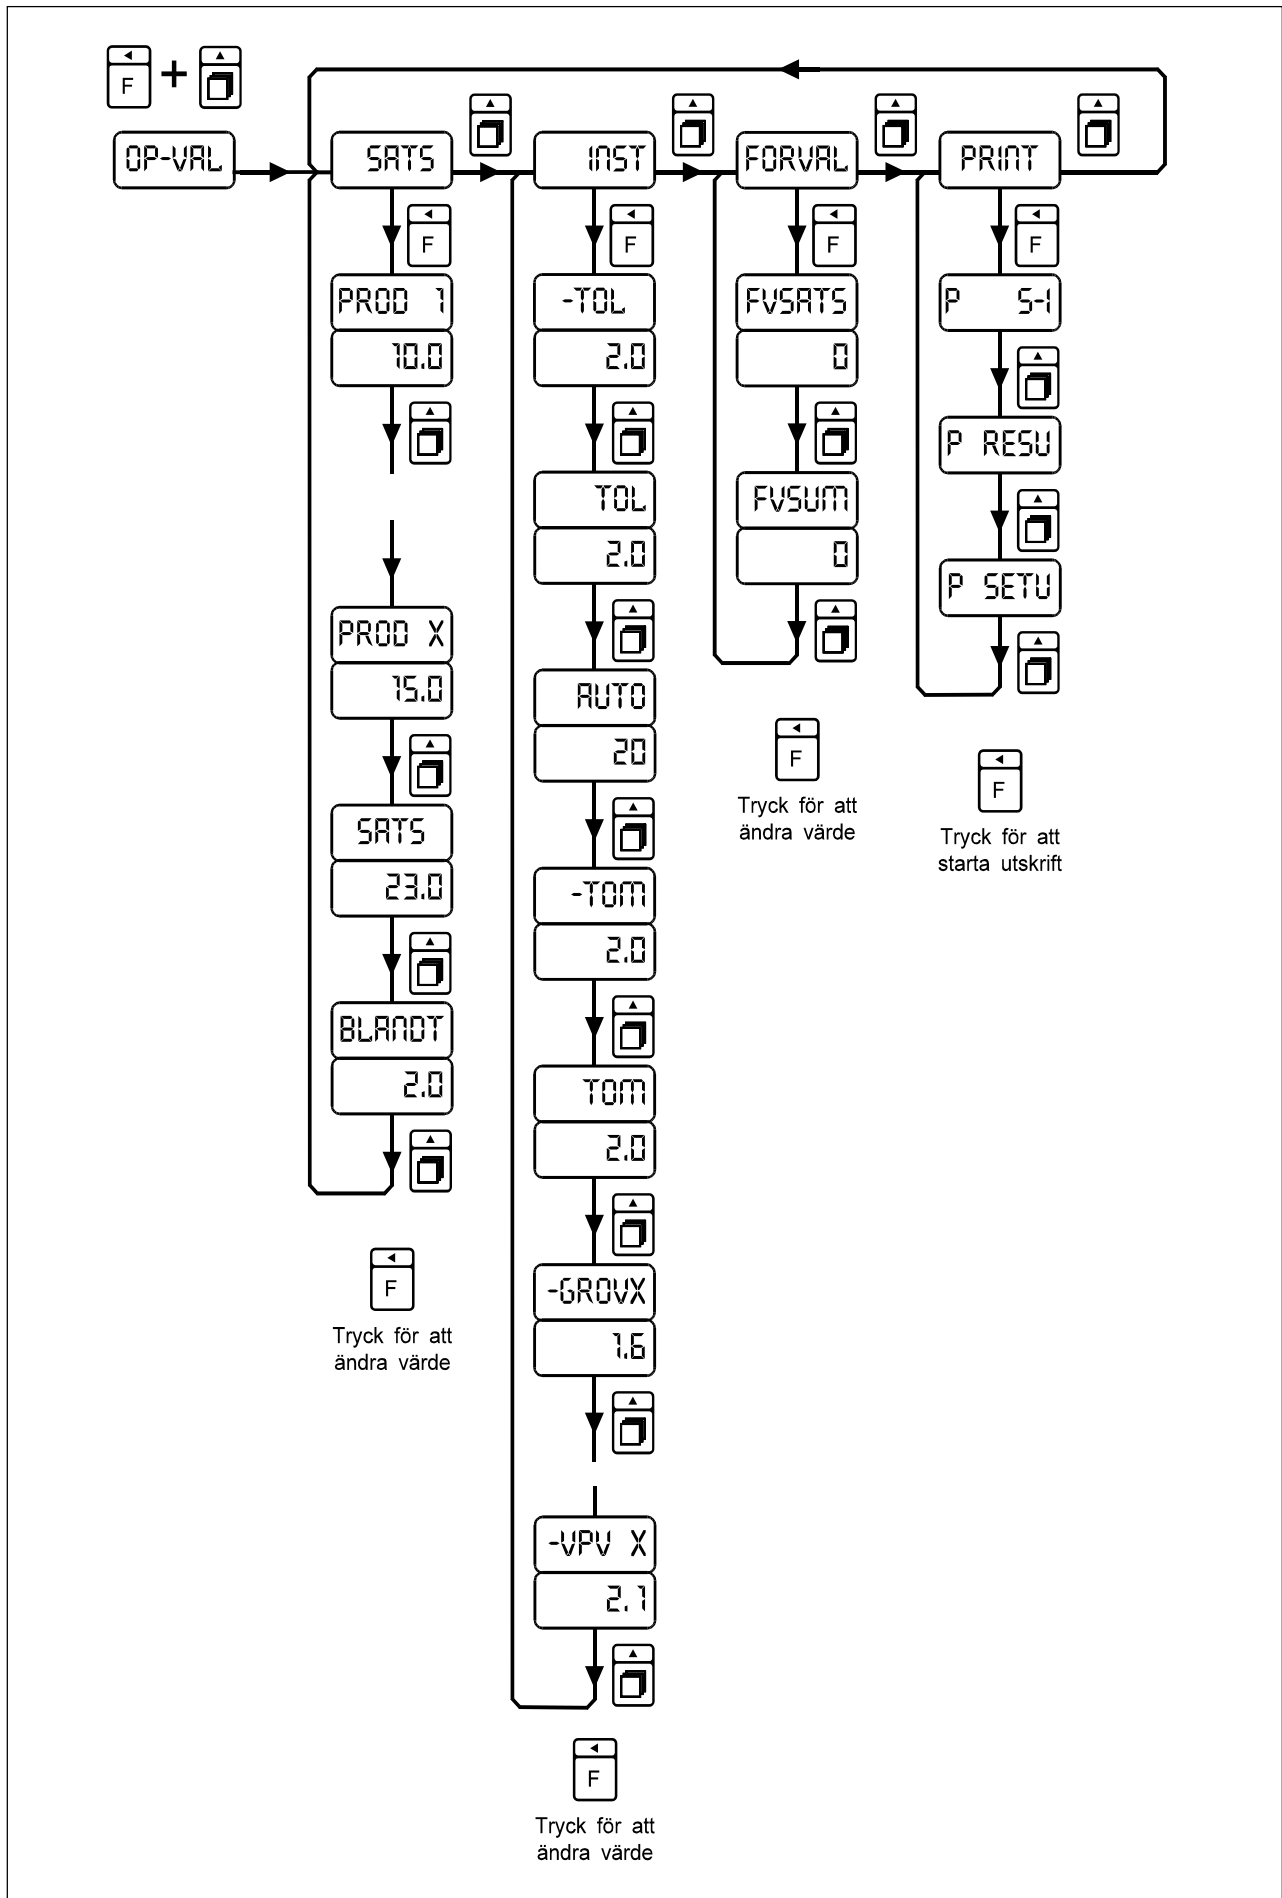 F + 
OP-VAL
SATS
INST
FORVAL
PRINT
F
F
F
F
PROD 1
10.0
PROD X
15.0
SATS
23.0
BLANDT
2.0
F
Tryck för att
ändra värde
-TOL
2.0
TOL
2.0
AUTO
20
-TOM
2.0
TOM
2.0
-GROVX
1.6
-VPV X
2.1
F
Tryck för att
ändra värde
FVSATS
0
FVSUM
0
F
Tryck för att
ändra värde
P S-1
P RESU
P SETU
F
Tryck för att
starta utskrift